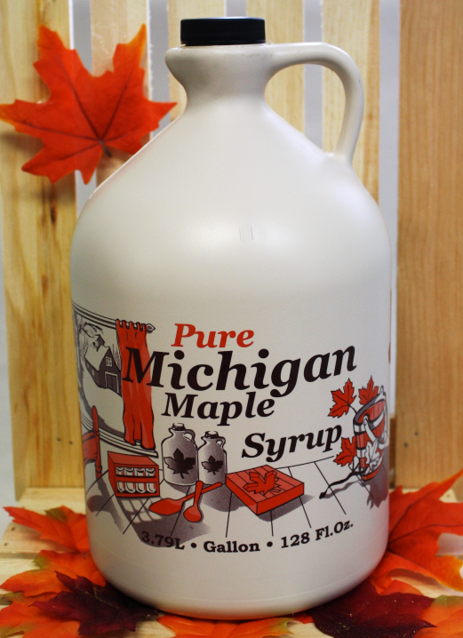 Pure
Michigan
Maple
Syrup
3.79L • Gallon • 128 Fl.Oz.